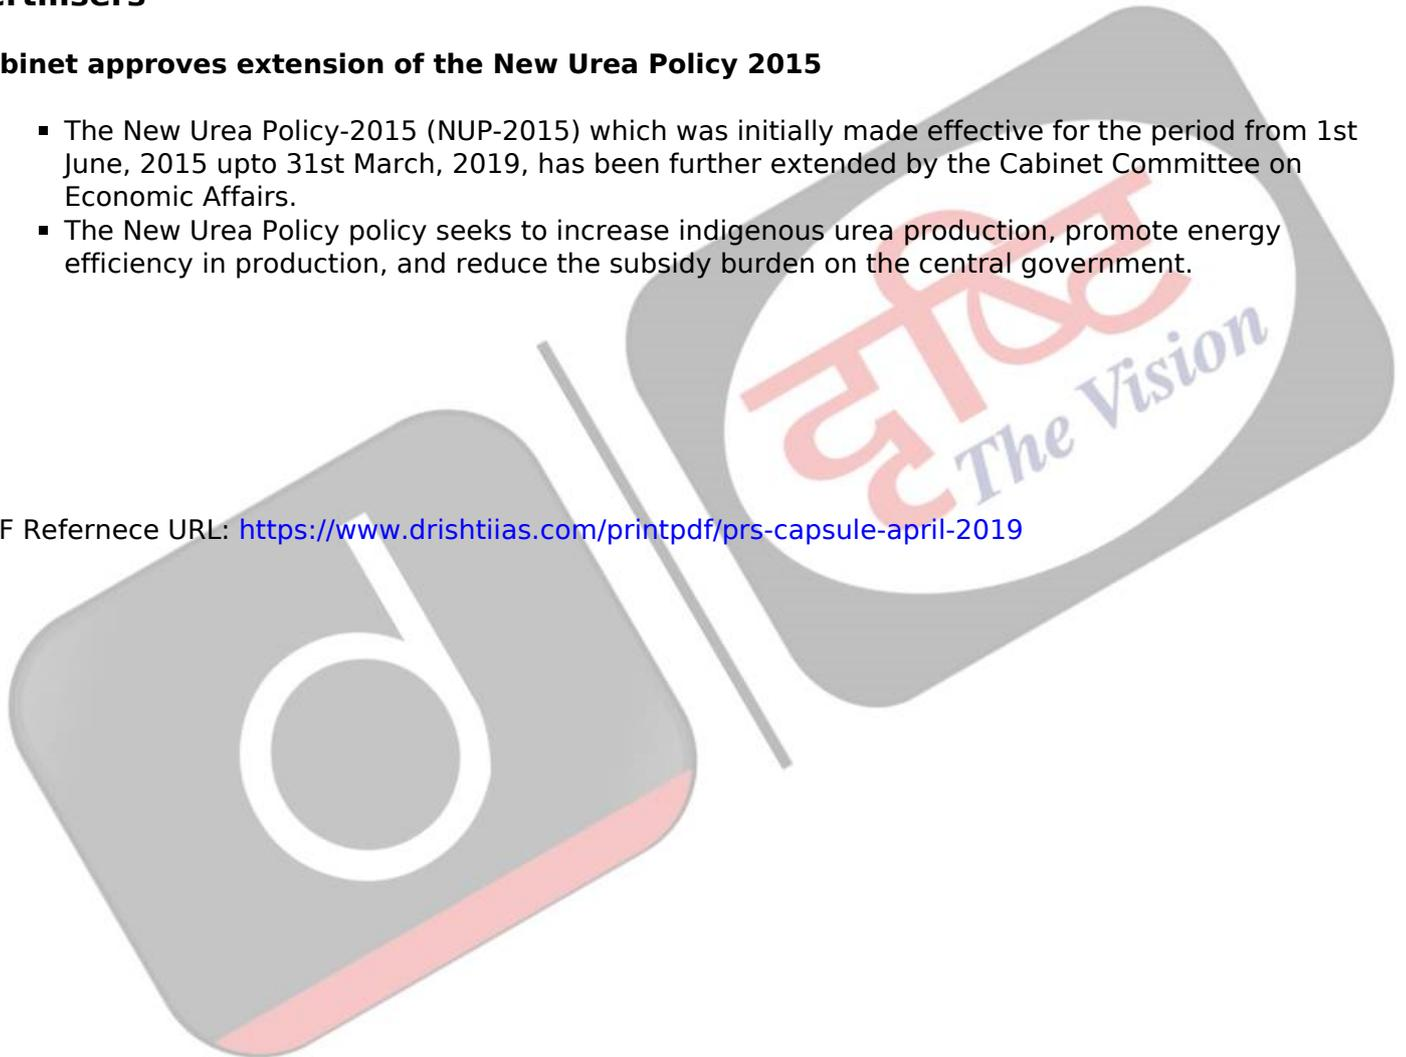 binet approves extension of the New Urea Policy 2015
▪ The New Urea Policy-2015 (NUP-2015) which was initially made effective for the period from 1st
June, 2015 upto 31st March, 2019, has been further extended by the Cabinet Committee on
Economic Affairs.
▪ The New Urea Policy policy seeks to increase indigenous urea production, promote energy
efficiency in production, and reduce the subsidy burden on the central government.
दृष्टि
The Vision
d
F Refernece URL: https://www.drishtiias.com/printpdf/prs-capsule-april-2019